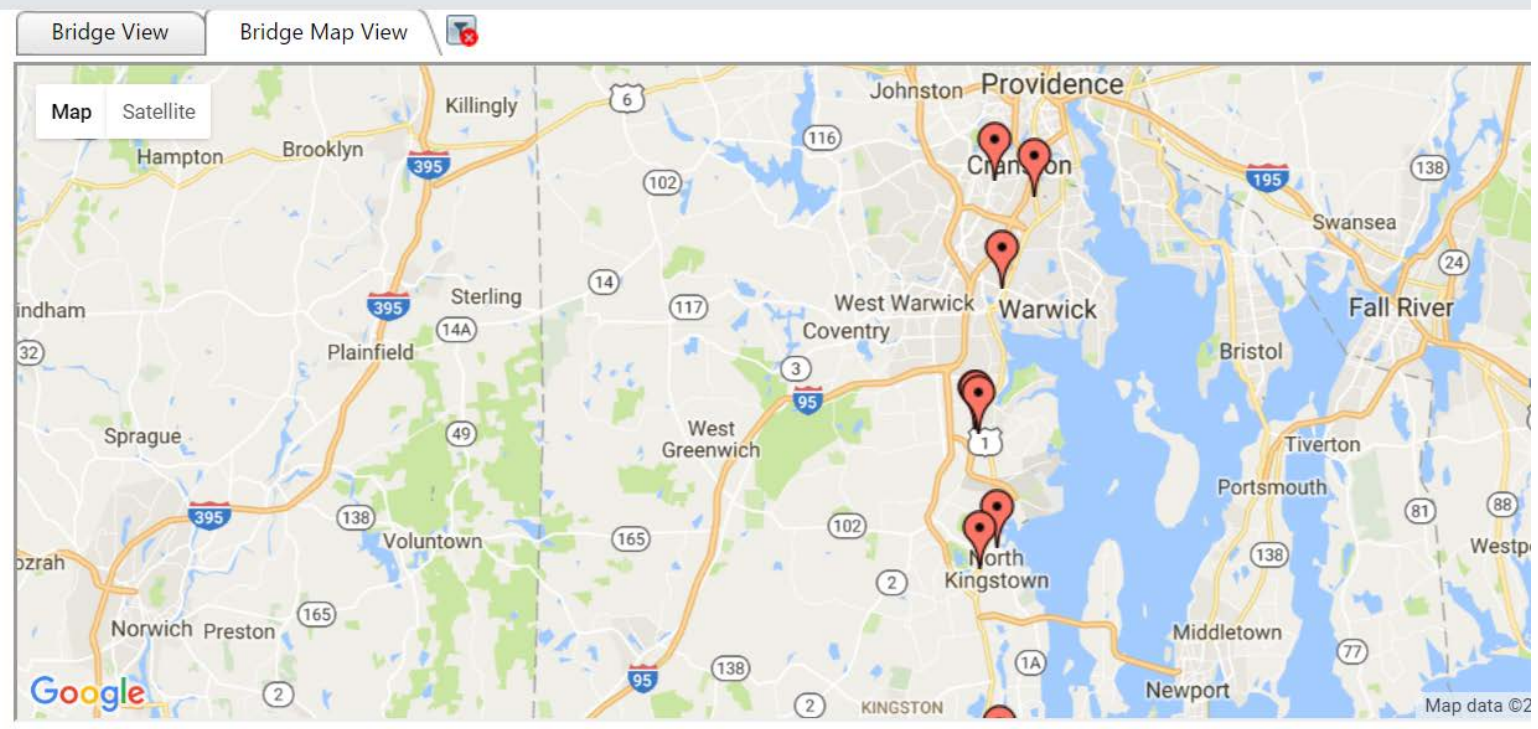 Bridge View
Bridge Map View
Map
Satellite
Killingly
6
Johnston
Providence
Hampton
Brooklyn
395
116
Cranston
102
195
138
Swansea
24
14
Sterling
395
117
West Warwick
Warwick
Fall River
indham
14A
Coventry
32
Plainfield
Bristol
3
95
49
West
Greenwich
1
Sprague
Tiverton
Portsmouth
395
138
Voluntown
165
102
81
88
138
Westp
ozrah
North
Kingstown
2
165
Norwich
Preston
Middletown
77
1A
138
95
Google
2
2
KINGSTON
Newport
Map data ©2